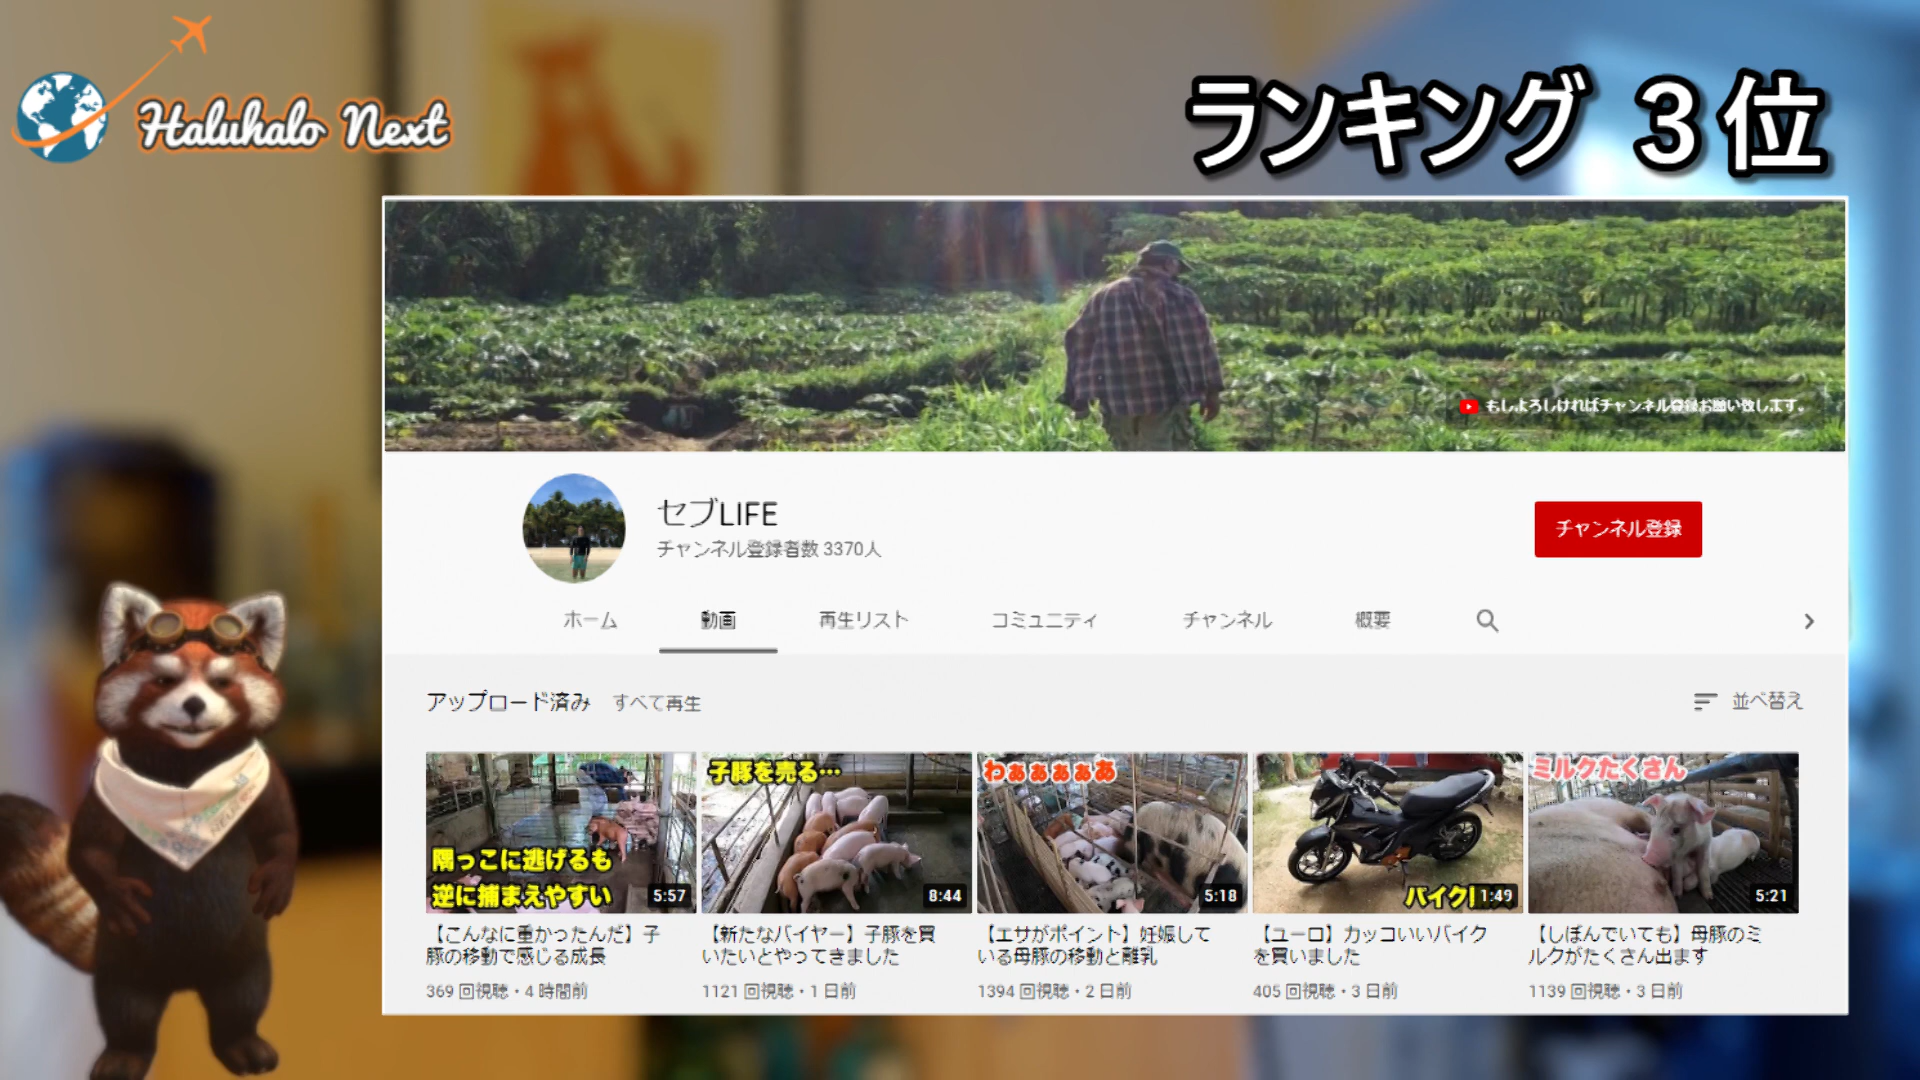 Haluhalo Next
ランキング 3位
もしよろしければチャンネル登録お願い致します。
セブLIFE
チャンネル登録者数 3370人
チャンネル登録
ホーム 動画 再生リスト コミュニティ チャンネル 概要
アップロード済み すべて再生
並べ替え
隅っこに逃げるも
逆に捕まえやすい
5:57
子豚を売る…
8:44
わぁぁぁぁあ
5:18
バイク
1:49
ミルクたくさん
5:21
【こんなに重かったんだ】子
豚の移動で感じる成長
369 回視聴・4 時間前
【新たなバイヤー】子豚を買
いたいとやってきました
1121 回視聴・1 日前
【エサがポイント】妊娠して
いる母豚の移動と離乳
1394 回視聴・2 日前
【ユーロ】カッコいいバイク
を買いました
405 回視聴・3 日前
【しぼんでいても】母豚のミ
ルクがたくさん出ます
1139 回視聴・3 日前